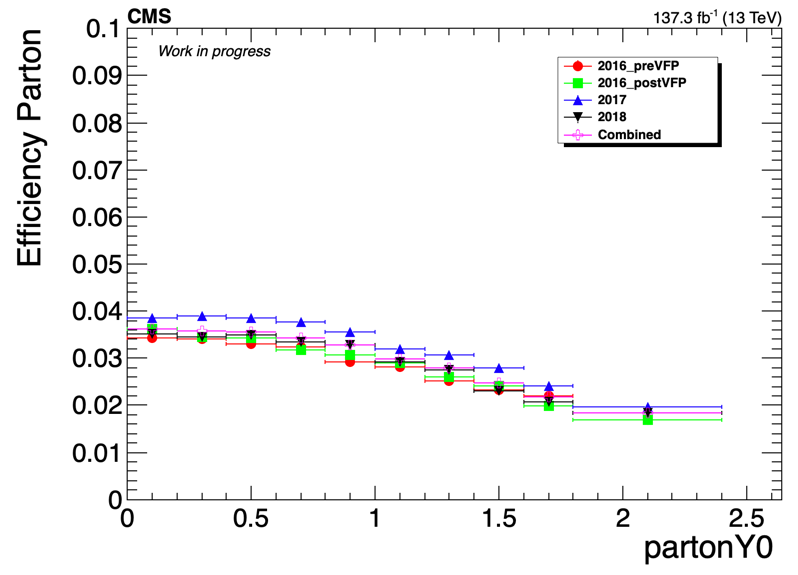 CMS
137.3 fb-1 (13 TeV)
Work in progress
2016_preVFP
2016_postVFP
2017
2018
Combined
Efficiency Parton
0.1
0.09
0.08
0.07
0.06
0.05
0.04
0.03
0.02
0.01
0
0 0.5 1 1.5 2 2.5
partonY0